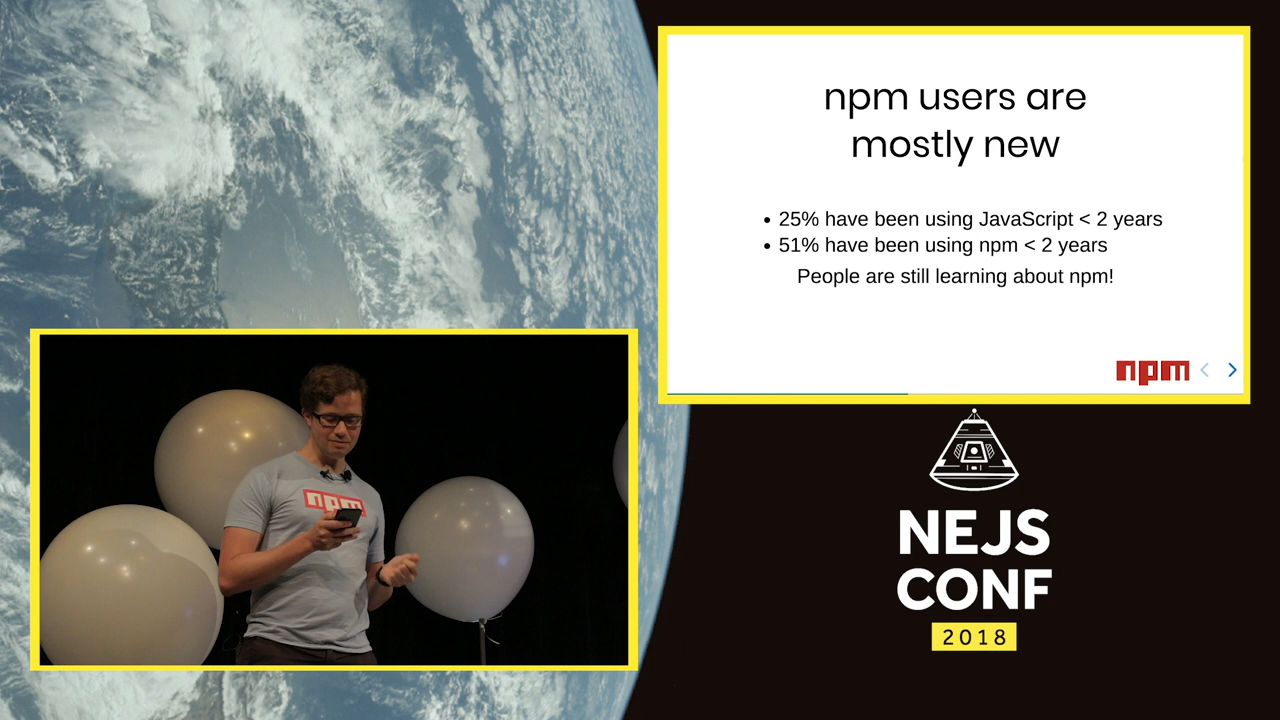 npm users are
mostly new
• 25% have been using JavaScript < 2 years
• 51% have been using npm < 2 years
People are still learning about npm!
npm
npm
NEJS
CONF
2018